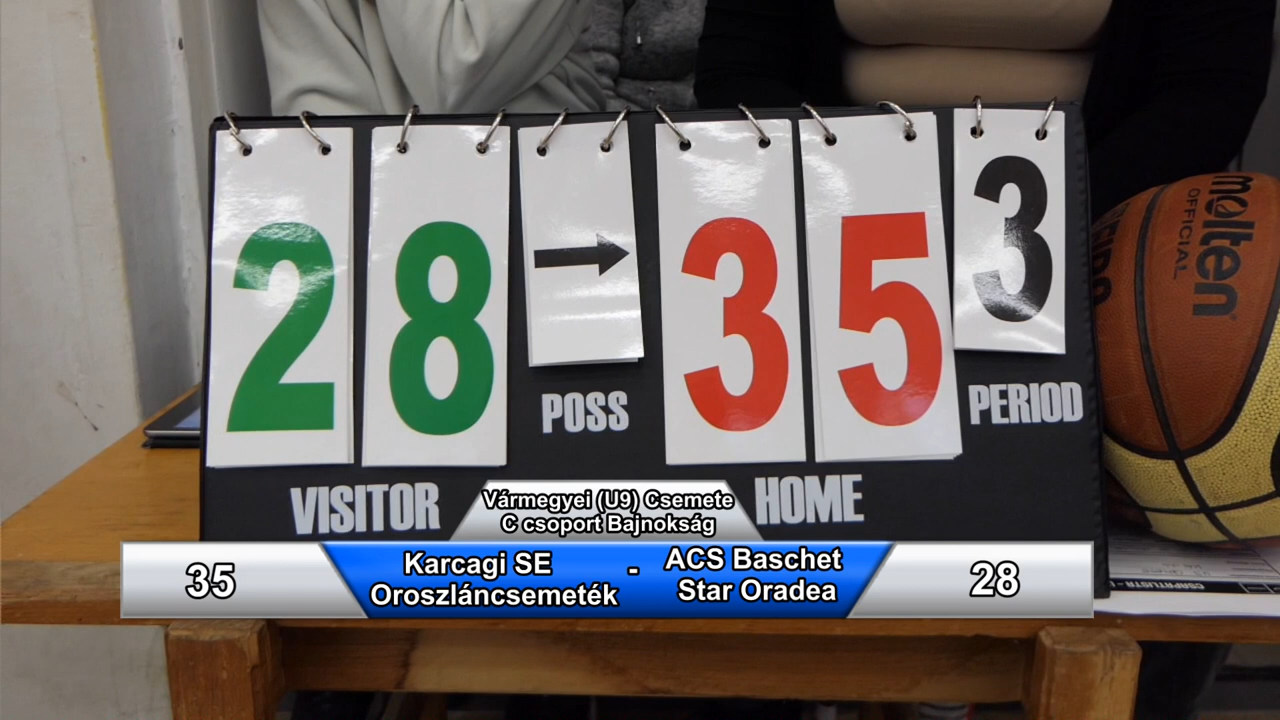 28
→
35
3
POSS
PERIOD
VISITOR
HOME
molten
OFFICIAL
Vármegyei (U9) Csemete
C csoport Bajnokság
35
Karcagi SE
Oroszláncsemeték
-
ACS Baschet
Star Oradea
28
CSAPATLISTA -